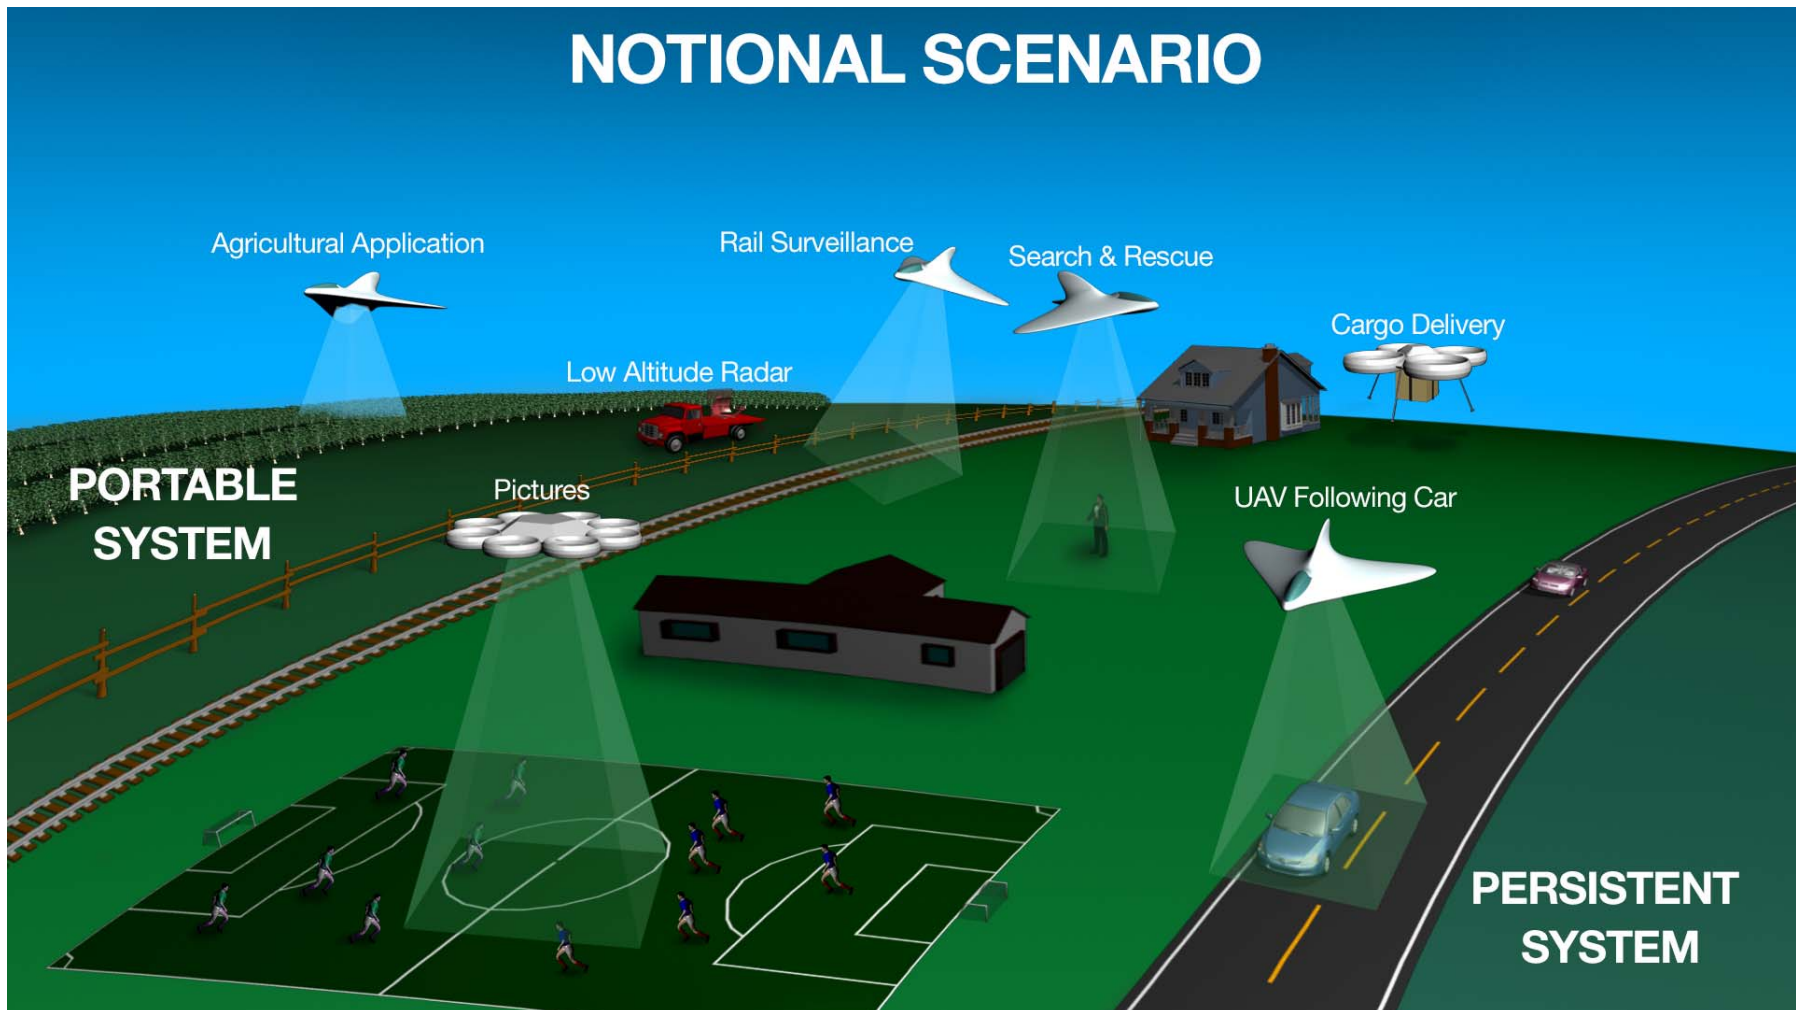 NOTIONAL SCENARIO
Agricultural Application
Rail Surveillance
Search & Rescue
Cargo Delivery
Low Altitude Radar
PORTABLE
SYSTEM
Pictures
UAV Following Car
PERSISTENT
SYSTEM